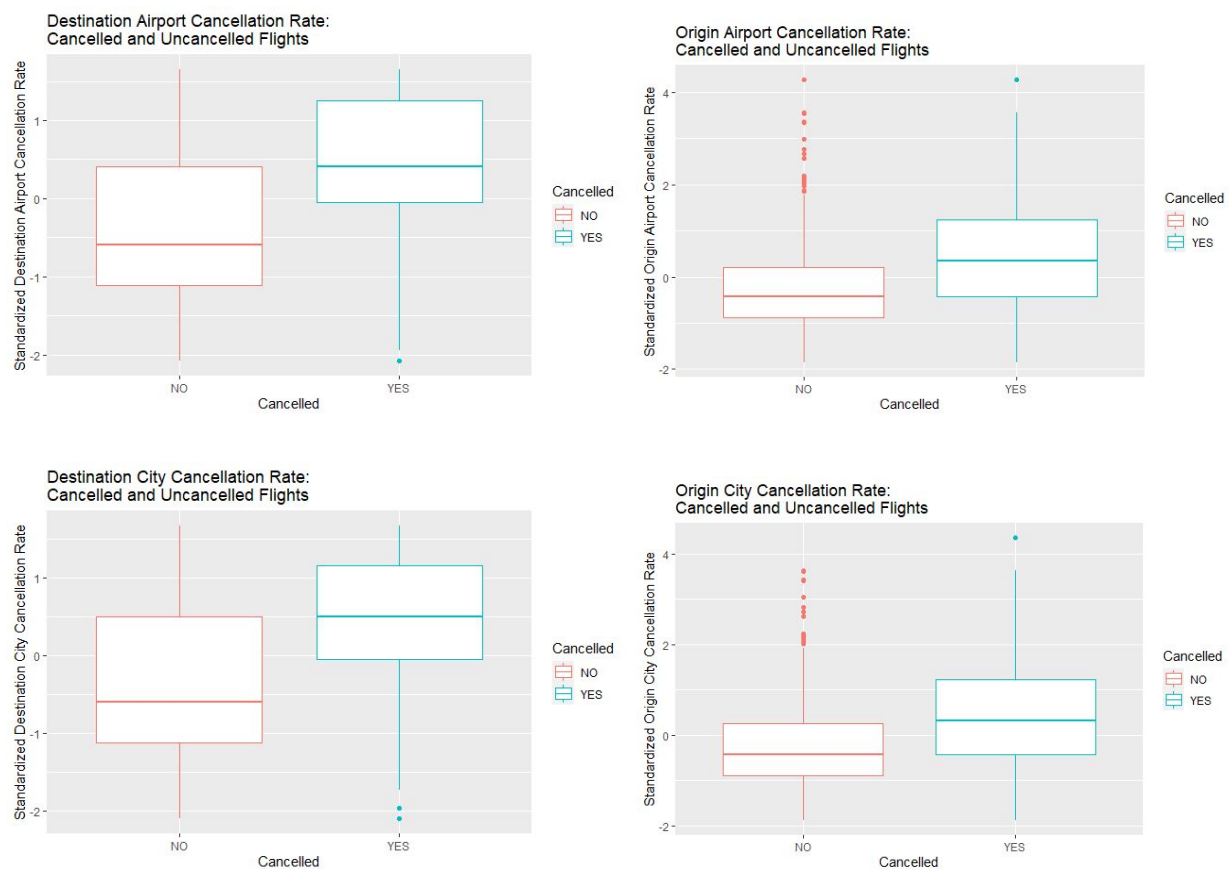 Destination Airport Cancellation Rate:
Cancelled and Uncancelled Flights
Standardized Destination Airport Cancellation Rate
1
0
-1
-2
NO
YES
Cancelled
Cancelled
NO
YES
Origin Airport Cancellation Rate:
Cancelled and Uncancelled Flights
Standardized Origin Airport Cancellation Rate
4
2
0
-2
NO
YES
Cancelled
Cancelled
NO
YES
Destination City Cancellation Rate:
Cancelled and Uncancelled Flights
Standardized Destination City Cancellation Rate
1
0
-1
-2
NO
YES
Cancelled
Cancelled
NO
YES
Origin City Cancellation Rate:
Cancelled and Uncancelled Flights
Standardized Origin City Cancellation Rate
4
2
0
-2
NO
YES
Cancelled
Cancelled
NO
YES